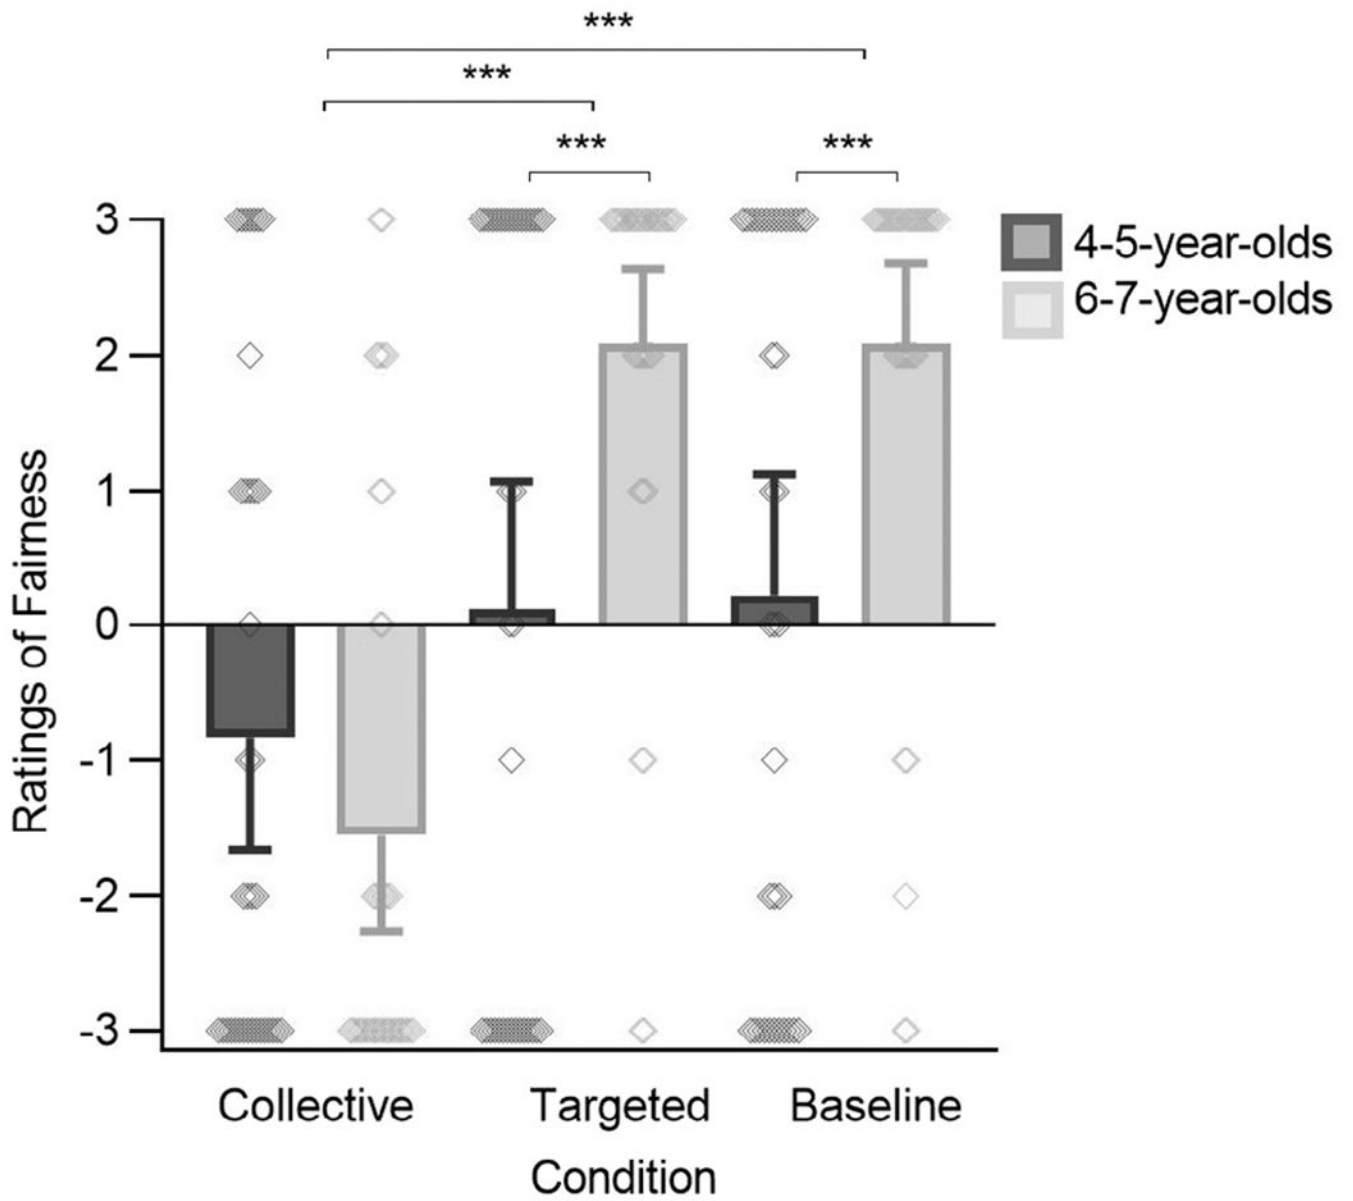 ***
***
***
***
3
2
1
0
-1
-2
-3
Ratings of Fairness
4-5-year-olds
6-7-year-olds
Collective
Targeted
Baseline
Condition